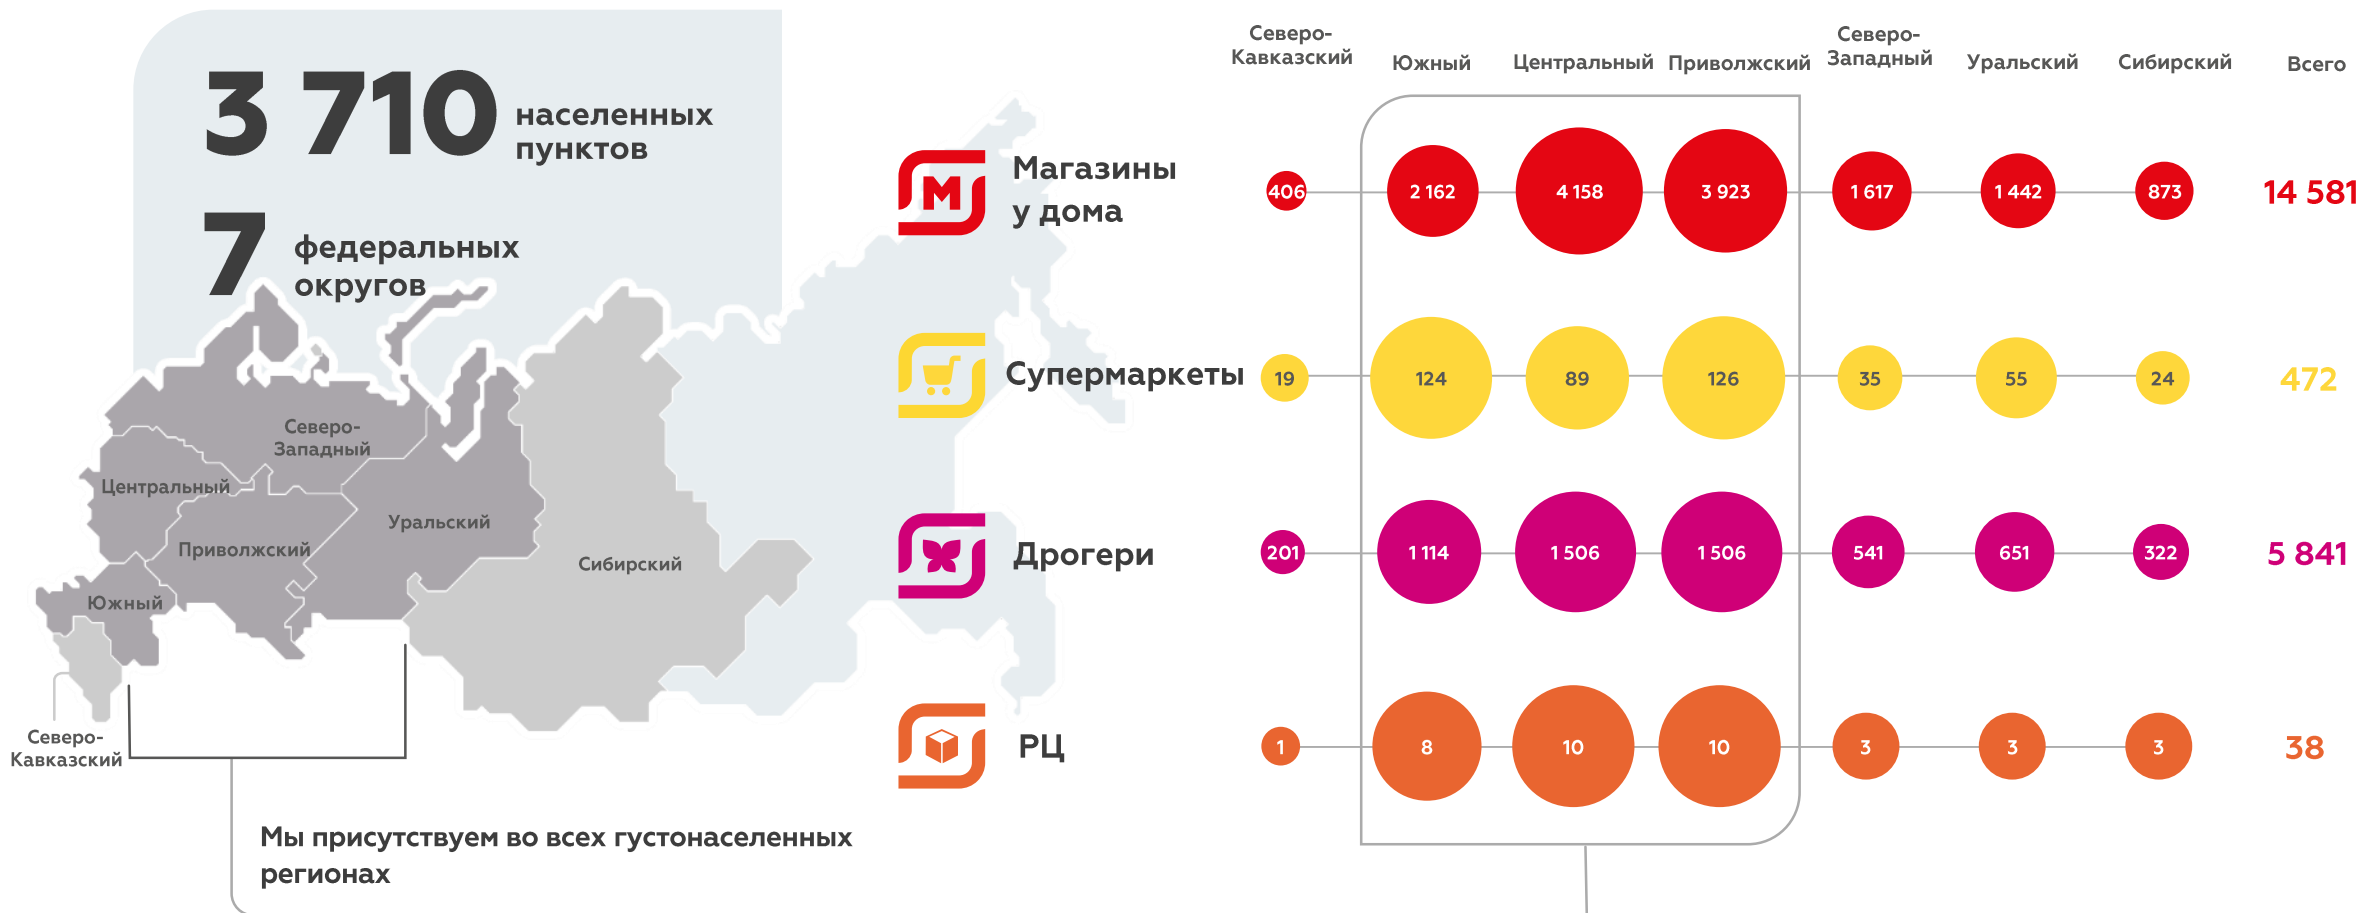 3 710 населенных
пунктов
7 федеральных
округов
Северо-
Западный
Центральный
Уральский
Приволжский
Сибирский
Южный
Северо-
Кавказский
Мы присутствуем во всех густонаселенных
регионах
Северо-
Кавказский
Южный
Центральный
Приволжский
Северо-
Западный
Уральский
Сибирский
Всего
М
Магазины
у дома
406 2 162 4 158 3 923 1 617 1 442 873 14 581
Супермаркеты
19 124 89 126 35 55 24 472
Дрогери
201 1 114 1 506 1 506 541 651 322 5 841
РЦ
1 8 10 10 3 3 3 38